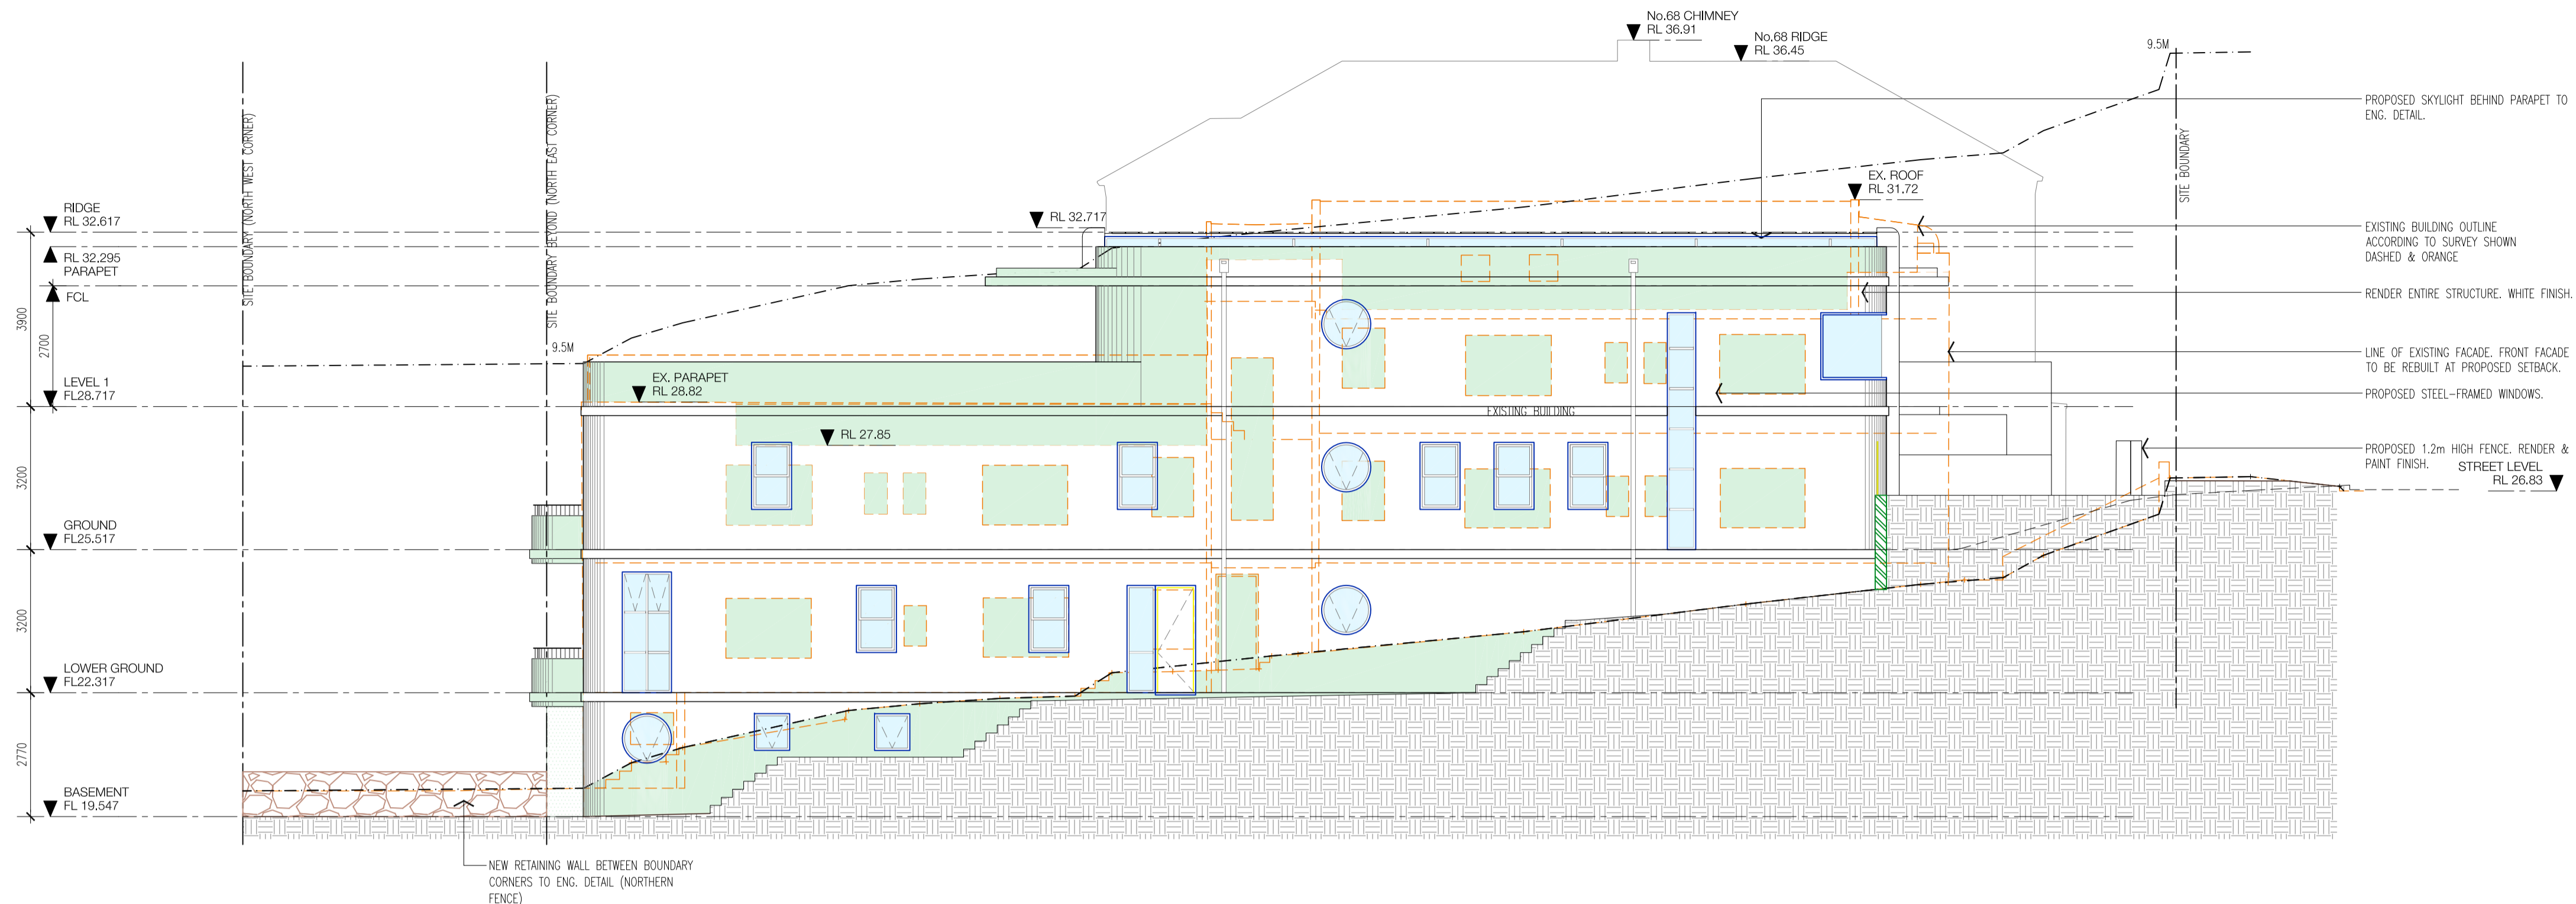 No.68 CHIMNEY
RL 36.91
No.68 RIDGE
RL 36.45
9.5M
PROPOSED SKYLIGHT BEHIND PARAPET TO
ENG. DETAIL.
SITE BOUNDARY (NORTH WEST CORNER)
SITE BOUNDARY BEYOND (NORTH EAST CORNER)
SITE BOUNDARY
EX. ROOF
RL 31.72
RIDGE
RL 32.617
RL 32.717
EXISTING BUILDING OUTLINE
ACCORDING TO SURVEY SHOWN
DASHED & ORANGE
RL 32.295
PARAPET
FCL
RENDER ENTIRE STRUCTURE. WHITE FINISH.
3900
2700
9.5M
LINE OF EXISTING FACADE. FRONT FACADE
TO BE REBUILT AT PROPOSED SETBACK.
EX. PARAPET
RL 28.82
LEVEL 1
FL28.717
PROPOSED STEEL-FRAMED WINDOWS.
EXISTING BUILDING
RL 27.85
PROPOSED 1.2m HIGH FENCE. RENDER &
PAINT FINISH.
STREET LEVEL
RL 26.83
3200
GROUND
FL25.517
3200
LOWER GROUND
FL22.317
2770
BASEMENT
FL 19.547
NEW RETAINING WALL BETWEEN BOUNDARY
CORNERS TO ENG. DETAIL (NORTHERN
FENCE)